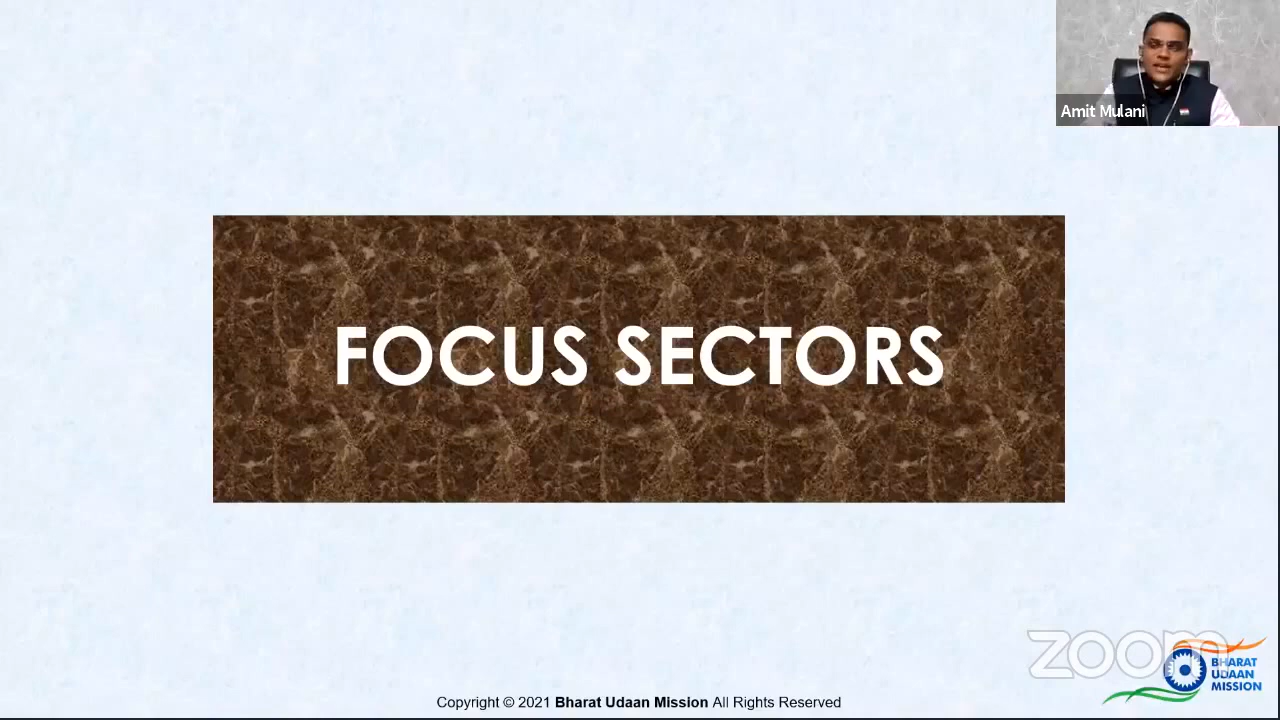 Amit Mulani
FOCUS SECTORS
zoom
BHARAT
UDAAN
MISSION
Copyright © 2021 Bharat Udaan Mission All Rights Reserved